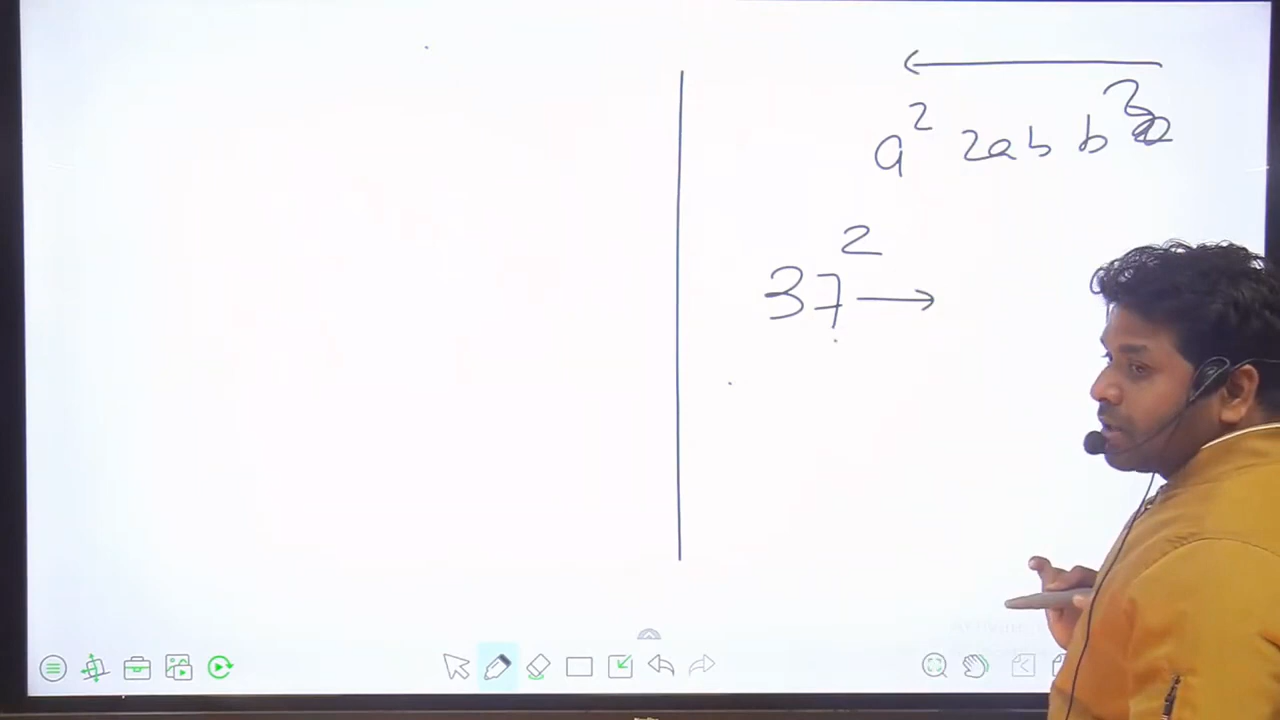 a² 2ab b²
37² →